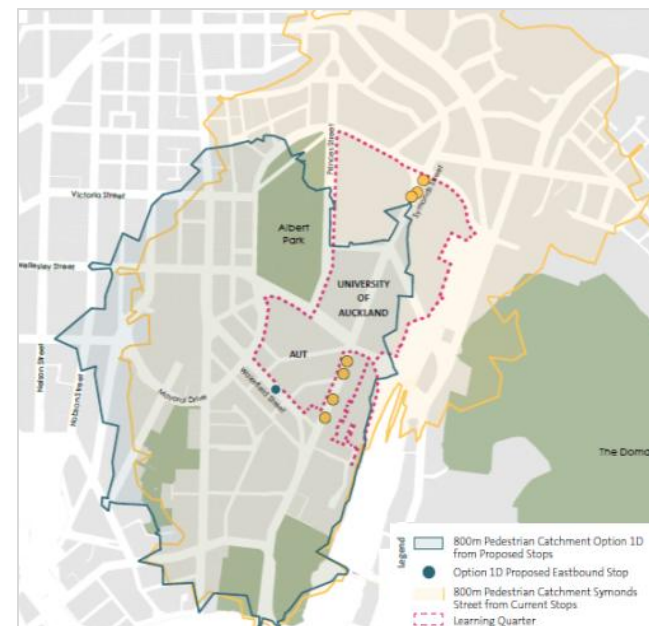 Princes Street
Symonds Street
Victoria Street
Albert
Park
Wellesley Street
UNIVERSITY
OF
AUCKLAND
AUT
Nelson Street
Hobson Street
Mayoral Drive
Wakefield Street
The Doma
Legend
800m Pedestrian Catchment Option 1D
from Proposed Stops
Option 1D Proposed Eastbound Stop
800m Pedestrian Catchment Symonds
Street from Current Stops
Learning Quarter